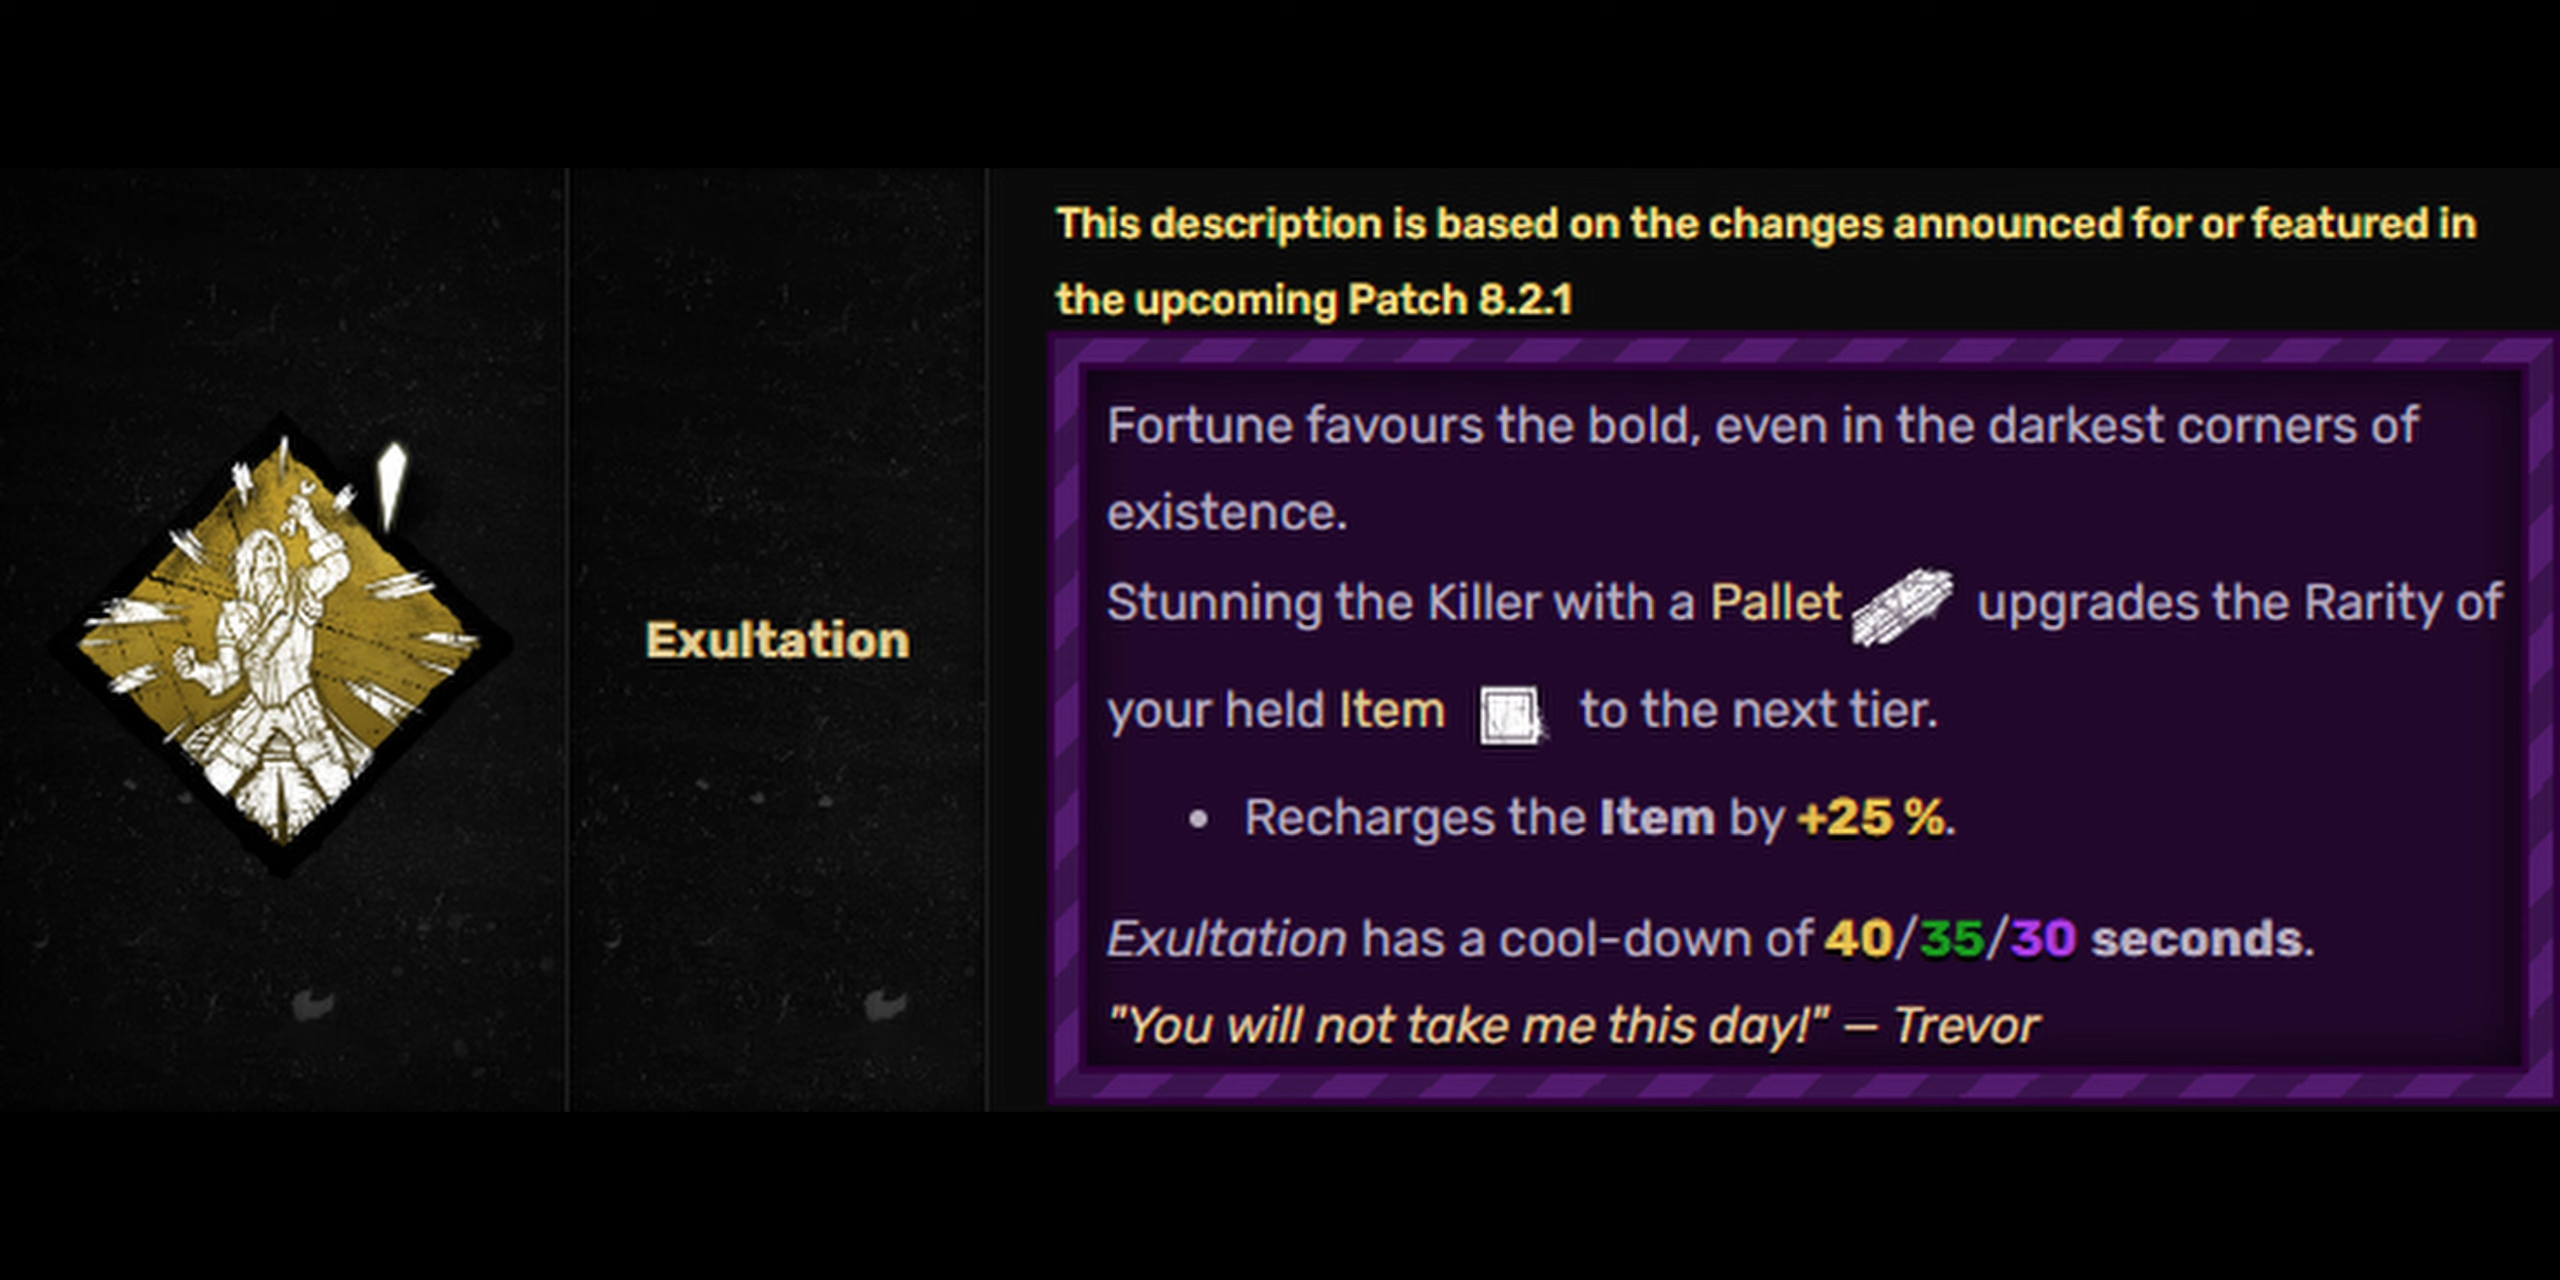 Exultation
This description is based on the changes announced for or featured in
the upcoming Patch 8.2.1
Fortune favours the bold, even in the darkest corners of
existence.
Stunning the Killer with a Pallet upgrades the Rarity of
your held Item to the next tier.
• Recharges the Item by +25 %.
Exultation has a cool-down of 40/35/30 seconds.
"You will not take me this day!" — Trevor